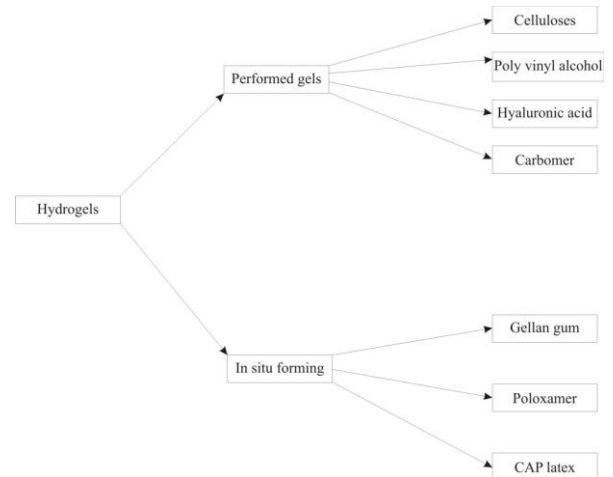 Celluloses
Poly vinyl alcohol
Performed gels
Hyaluronic acid
Carbomer
Hydrogels
Gellan gum
In situ forming
Poloxamer
CAP latex